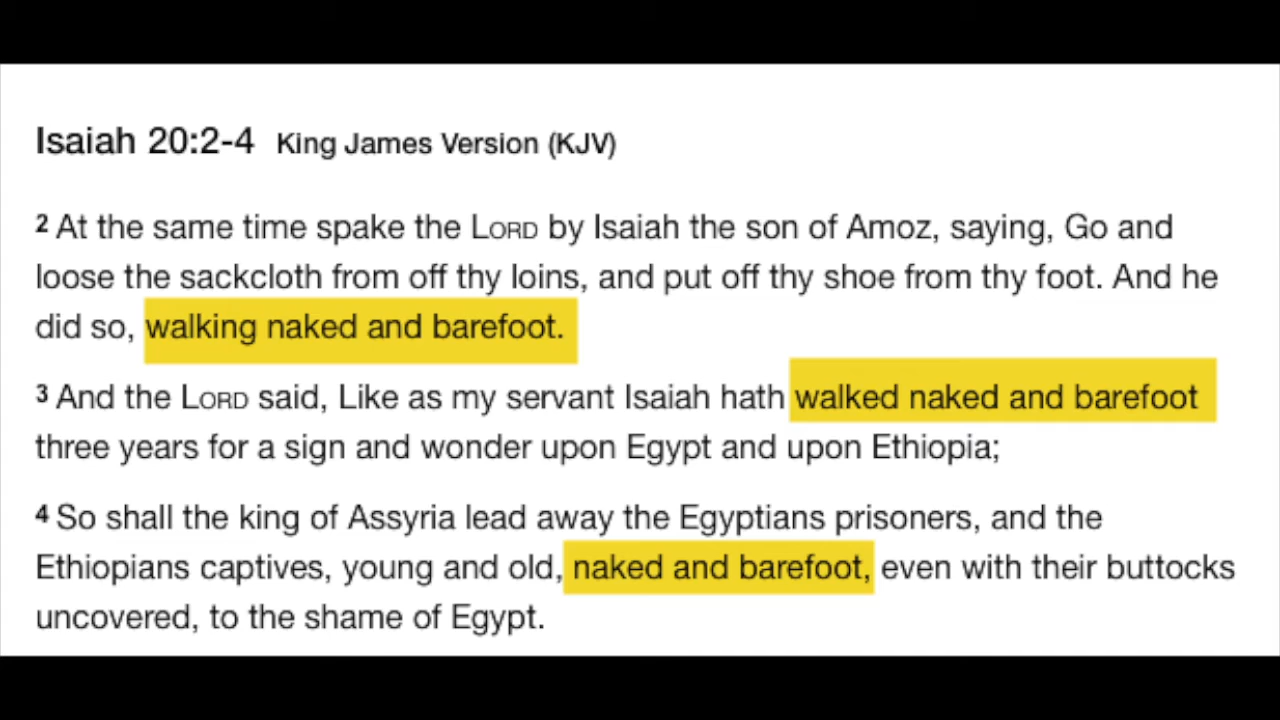 Isaiah 20:2-4 King James Version (KJV)
2 At the same time spake the LORD by Isaiah the son of Amoz, saying, Go and
loose the sackcloth from off thy loins, and put off thy shoe from thy foot. And he
did so, walking naked and barefoot.
3 And the LORD said, Like as my servant Isaiah hath walked naked and barefoot
three years for a sign and wonder upon Egypt and upon Ethiopia;
4 So shall the king of Assyria lead away the Egyptians prisoners, and the
Ethiopians captives, young and old, naked and barefoot, even with their buttocks
uncovered, to the shame of Egypt.